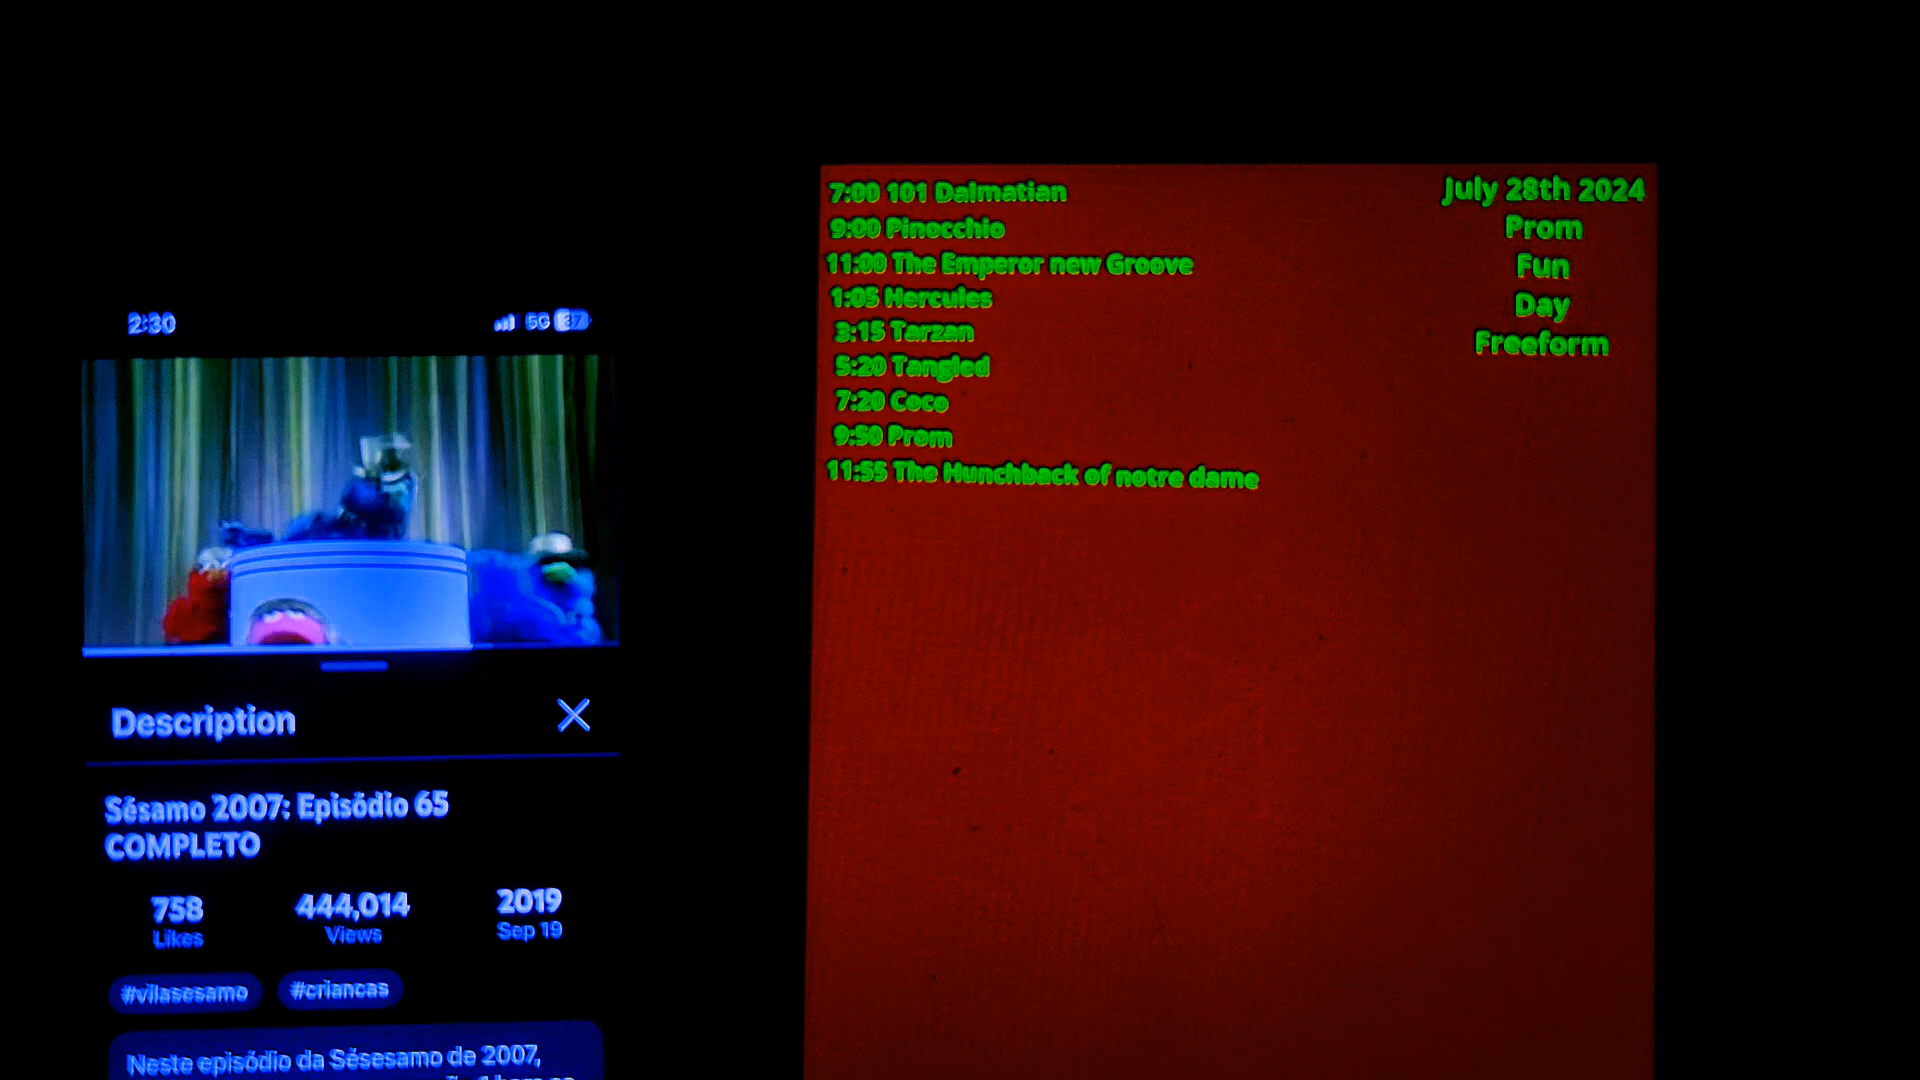 2:30
5G 37
Description
Sésamo 2007: Episódio 65
COMPLETO
758
Likes
444,014
Views
2019
Sep 19
#vilasesamo
#criancas
Neste episódio da Sésesamo de 2007,
7:00 101 Dalmatian
9:00 Pinocchio
11:00 The Emperor new Groove
1:05 Hercules
3:15 Tarzan
5:20 Tangled
7:20 Coco
9:50 Prom
11:55 The Hunchback of notre dame
July 28th 2024
Prom
Fun
Day
Freeform